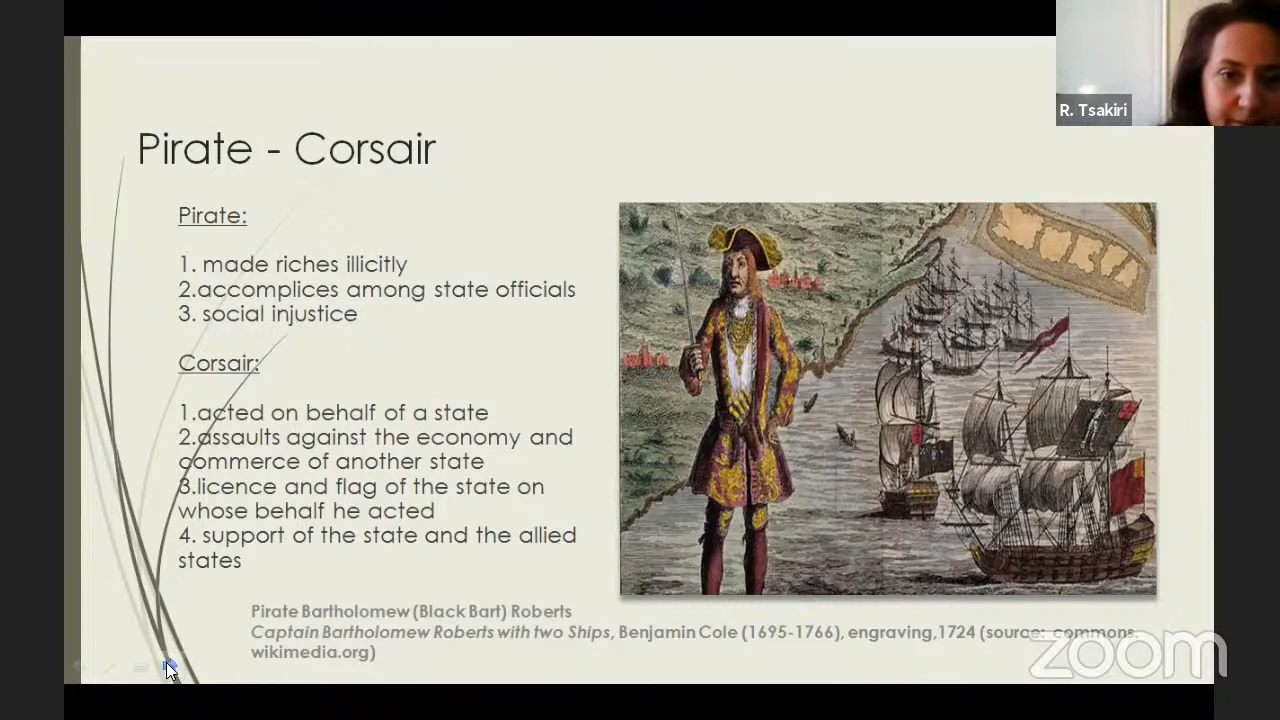 R. Tsakiri
Pirate - Corsair
Pirate:
1. made riches illicitly
2.accomplices among state officials
3. social injustice
Corsair:
1.acted on behalf of a state
2.assaults against the economy and
commerce of another state
3.licence and flag of the state on
whose behalf he acted
4. support of the state and the allied
states
Pirate Bartholomew (Black Bart) Roberts
Captain Bartholomew Roberts with two Ships, Benjamin Cole (1695-1766), engraving,1724 (source: commons.
wikimedia.org)
zoom